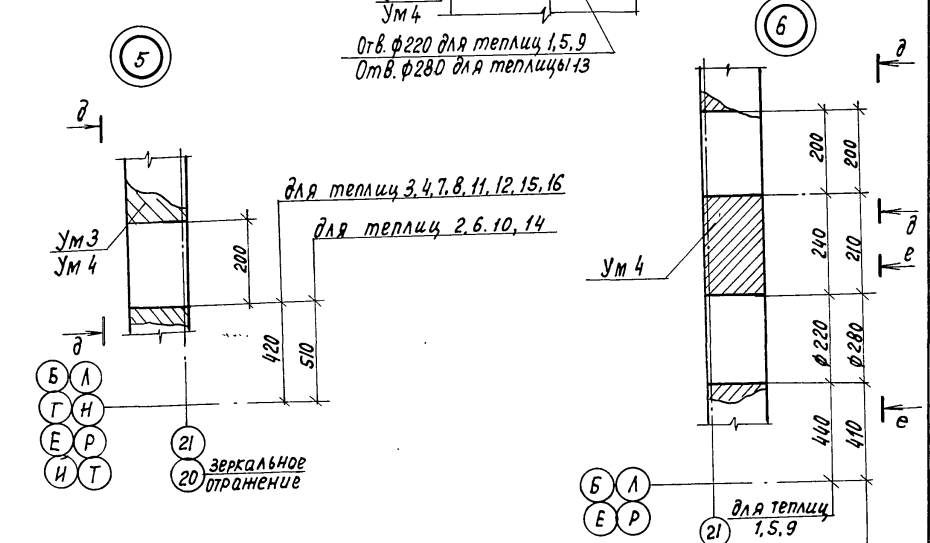 Ум 4
Отв. ф220 для теплиц 1,5,9
Отв. ф280 для теплицы 13
5
д
для теплиц 3,4,7.8,11,12,15,16
для теплиц 2,6.10,14
Ум 3
Ум 4
200
420
510
д
Б Л
Г Н
Е Р
И Т
21
20
зеркальное
отражение
6
д
200 200
Ум 4
240 210
д
е
ф220 ф280
440 410
е
Б Л
Е Р
21
для теплиц
1,5,9